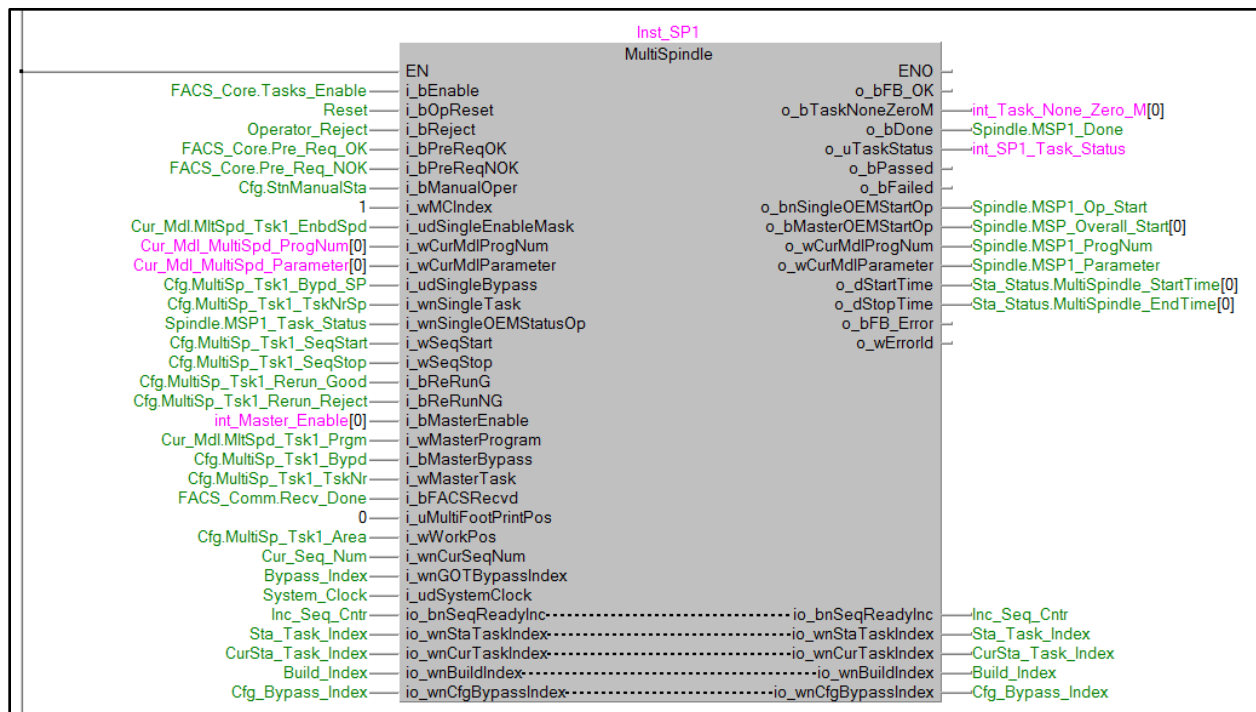 Inst_SP1
MultiSpindle
EN ENO
FACS_Core.Tasks_Enable i_bEnable o_bFB_OK
Reset i_bOpReset o_bTaskNoneZeroM int_Task_None_Zero_M[0]
Operator_Reject i_bReject o_bDone Spindle.MSP1_Done
FACS_Core.Pre_Req_OK i_bPreReqOK o_uTaskStatus int_SP1_Task_Status
FACS_Core.Pre_Req_NOK i_bPreReqNOK o_bPassed
Cfg.StnManualSta i_bManualOper o_bFailed
1 i_wMCIndex o_bnSingleOEMStartOp Spindle.MSP1_Op_Start
Cur_Mdl.MltSpd_Tsk1_EnbdSpd i_udSingleEnableMask o_bMasterOEMStartOp Spindle.MSP_Overall_Start[0]
Cur_Mdl_MultiSpd_ProgNum[0] i_wCurMdlProgNum o_wCurMdlProgNum Spindle.MSP1_ProgNum
Cur_Mdl_MultiSpd_Parameter[0] i_wCurMdlParameter o_wCurMdlParameter Spindle.MSP1_Parameter
Cfg.MultiSp_Tsk1_Bypd_SP i_udSingleBypass o_dStartTime Sta_Status.MultiSpindle_StartTime[0]
Cfg.MultiSp_Tsk1_TskNrSp i_wnSingleTask o_dStopTime Sta_Status.MultiSpindle_EndTime[0]
Spindle.MSP1_Task_Status i_wnSingleOEMStatusOp o_bFB_Error
Cfg.MultiSp_Tsk1_SeqStart i_wSeqStart o_wErrorId
Cfg.MultiSp_Tsk1_SeqStop i_wSeqStop
Cfg.MultiSp_Tsk1_Rerun_Good i_bReRunG
Cfg.MultiSp_Tsk1_Rerun_Reject i_bReRunNG
int_Master_Enable[0] i_bMasterEnable
Cur_Mdl.MltSpd_Tsk1_Prgm i_wMasterProgram
Cfg.MultiSp_Tsk1_Bypd i_bMasterBypass
Cfg.MultiSp_Tsk1_TskNr i_wMasterTask
FACS_Comm.Recv_Done i_bFACSRecvd
0 i_uMultiFootPrintPos
Cfg.MultiSp_Tsk1_Area i_wWorkPos
Cur_Seq_Num i_wnCurSeqNum
Bypass_Index i_wnGOTBypassIndex
System_Clock i_udSystemClock
Inc_Seq_Cntr io_bnSeqReadyInc io_bnSeqReadyInc Inc_Seq_Cntr
Sta_Task_Index io_wnStaTaskIndex io_wnStaTaskIndex Sta_Task_Index
CurSta_Task_Index io_wnCurTaskIndex io_wnCurTaskIndex CurSta_Task_Index
Build_Index io_wnBuildIndex io_wnBuildIndex Build_Index
Cfg_Bypass_Index io_wnCfgBypassIndex io_wnCfgBypassIndex Cfg_Bypass_Index